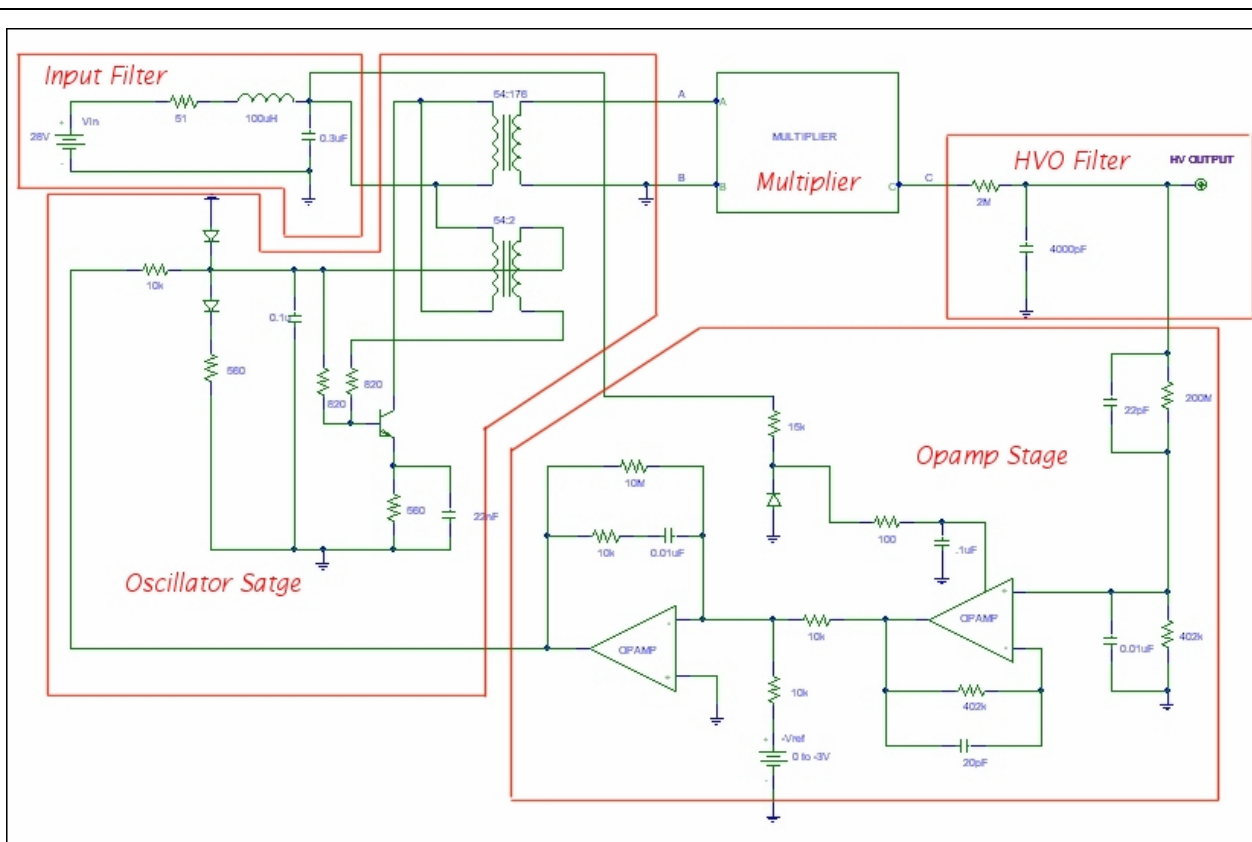 Input Filter
Vin
28V
51
100uH
0.3uF
54:176
A
A
MULTIPLIER
Multiplier
B
B
C
C
HVO Filter
HV OUTPUT
2M
4000pF
54:2
10k
0.1u
560
820
820
560
22nF
Oscillator Satge
15k
22pF
200M
Opamp Stage
10M
10k
0.01uF
100
.1uF
OPAMP
+
-
10k
0.01uF
402k
OPAMP
-
+
10k
402k
20pF
+
-Vref
0 to -3V
-